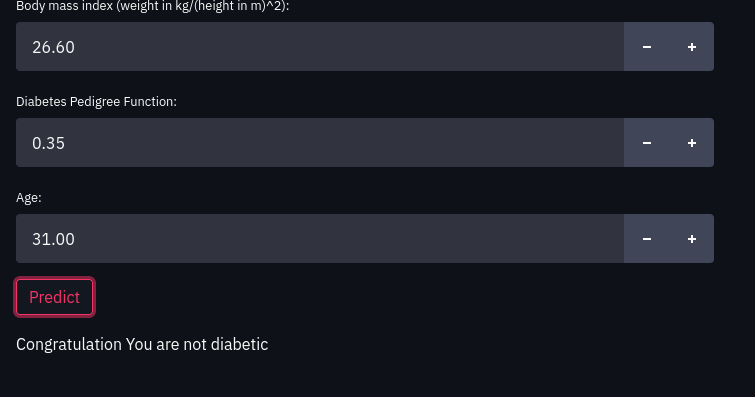 Body mass index (weight in kg/(height in m)^2):
26.60
Diabetes Pedigree Function:
0.35
Age:
31.00
Predict
Congratulation You are not diabetic